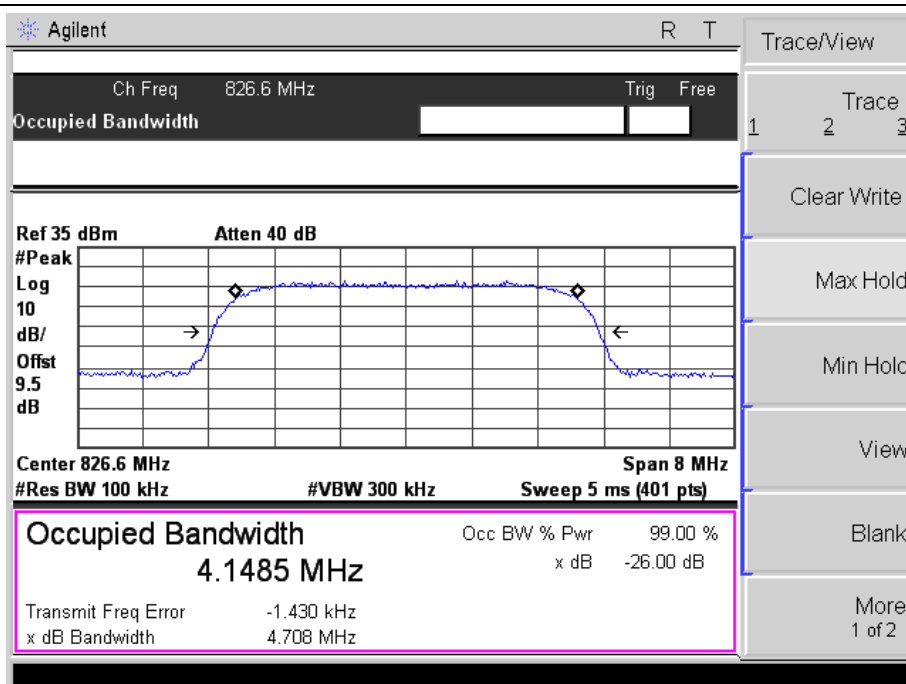 Agilent R T
Trace/View
Ch Freq 826.6 MHz Trig Free
Occupied Bandwidth
Trace
1 2 3
Clear Write
Max Hold
Min Hold
View
Blank
More
1 of 2
Ref 35 dBm Atten 40 dB
#Peak
Log
10
dB/
Offst
9.5
dB
Center 826.6 MHz Span 8 MHz
#Res BW 100 kHz #VBW 300 kHz Sweep 5 ms (401 pts)
Occupied Bandwidth
4.1485 MHz
Occ BW % Pwr 99.00 %
x dB -26.00 dB
Transmit Freq Error -1.430 kHz
x dB Bandwidth 4.708 MHz